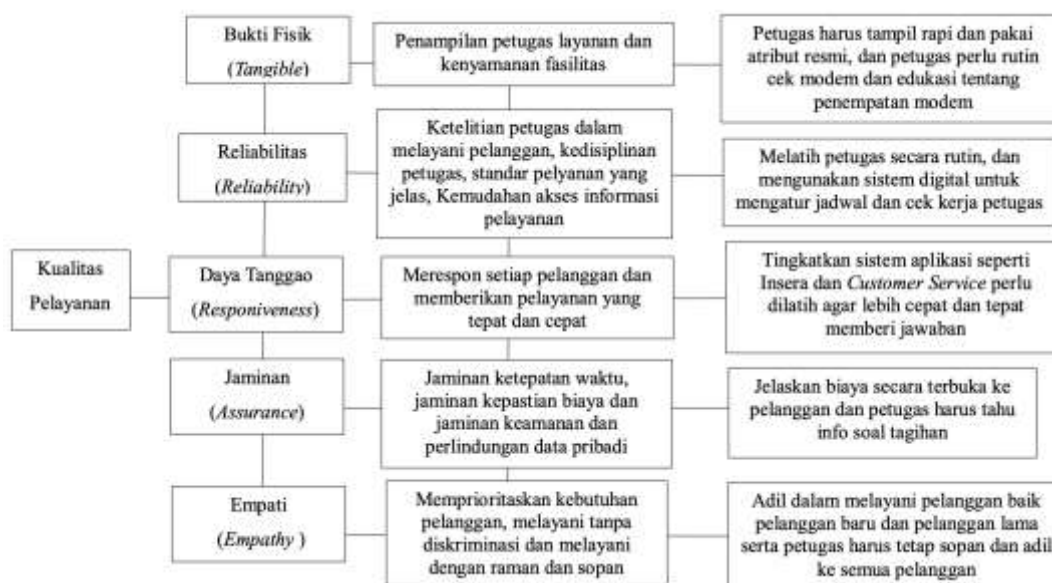 Bukti Fisik
(Tangible)
Penampilan petugas layanan dan
kenyamanan fasilitas
Petugas harus tampil rapi dan pakai
atribut resmi, dan petugas perlu rutin
cek modem dan edukasi tentang
penempatan modem
Reliabilitas
(Reliability)
Ketelitian petugas dalam
melayani pelanggan, kedisiplinan
petugas, standar pelyanan yang
jelas, Kemudahan akses informasi
pelayanan
Melatih petugas secara rutin, dan
mengunakan sistem digital untuk
mengatur jadwal dan cek kerja petugas
Kualitas
Pelayanan
Daya Tanggao
(Responiveness)
Merespon setiap pelanggan dan
memberikan pelayanan yang
tepat dan cepat
Tingkatkan sistem aplikasi seperti
Insera dan Customer Service perlu
dilatih agar lebih cepat dan tepat
memberi jawaban
Jaminan
(Assurance)
Jaminan ketepatan waktu,
jaminan kepastian biaya dan
jaminan keamanan dan
perlindungan data pribadi
Jelaskan biaya secara terbuka ke
pelanggan dan petugas harus tahu
info soal tagihan
Empati
(Empathy )
Memprioritaskan kebutuhan
pelanggan, melayani tanpa
diskriminasi dan melayani
dengan raman dan sopan
Adil dalam melayani pelanggan baik
pelanggan baru dan pelanggan lama
serta petugas harus tetap sopan dan adil
ke semua pelanggan